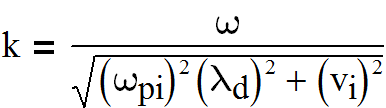 k = ω / √((ω_pi)² (λ_d)² + (v_i)²)